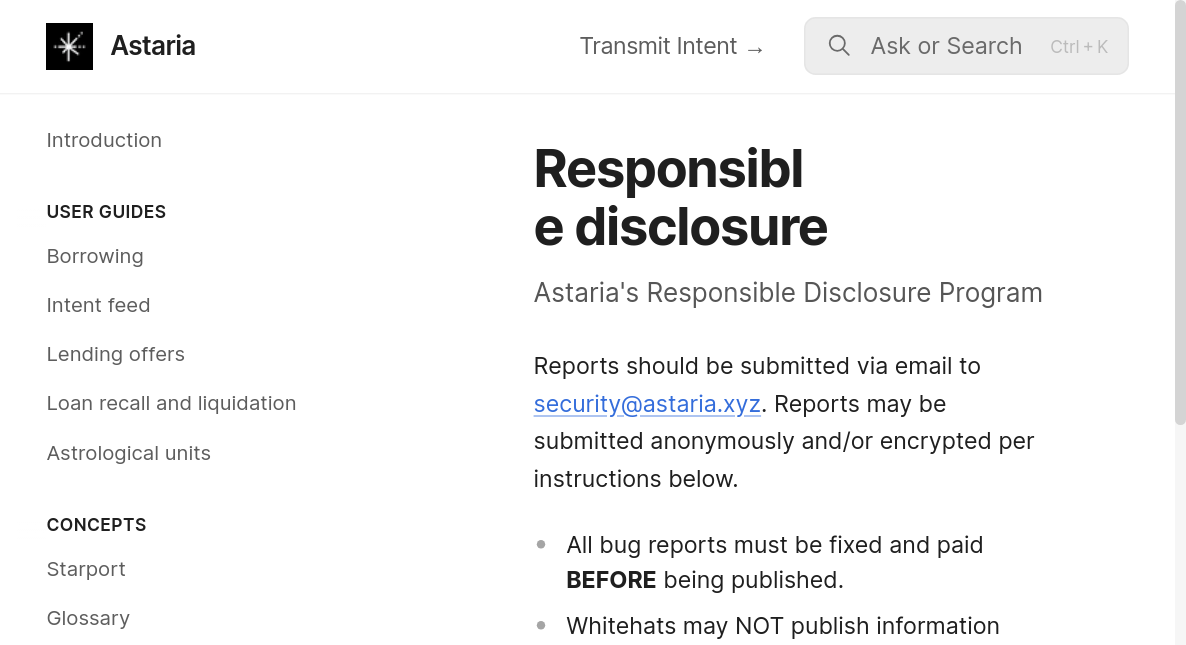 Astaria
Transmit Intent →
Ask or Search
Ctrl + K
Introduction
USER GUIDES
Borrowing
Intent feed
Lending offers
Loan recall and liquidation
Astrological units
CONCEPTS
Starport
Glossary
Responsibl
e disclosure
Astaria's Responsible Disclosure Program
Reports should be submitted via email to
security@astaria.xyz. Reports may be
submitted anonymously and/or encrypted per
instructions below.
All bug reports must be fixed and paid
BEFORE being published.
Whitehats may NOT publish information